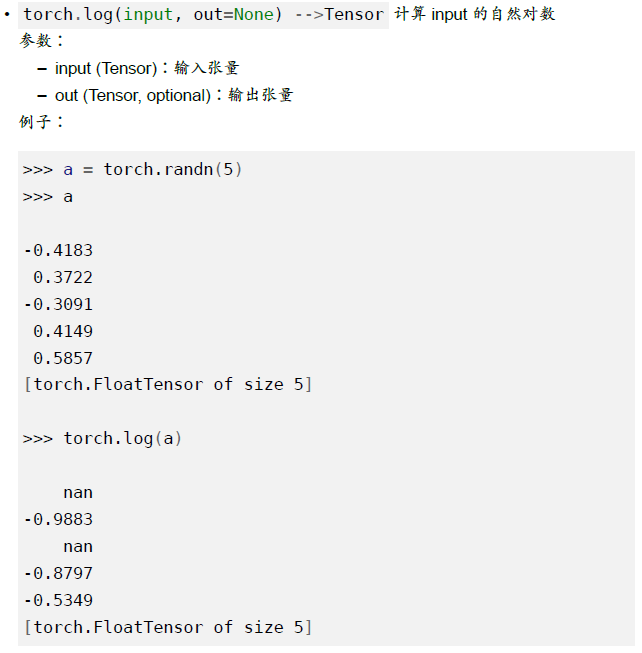 • torch.log(input, out=None) -->Tensor 计算 input 的自然对数
参数：
– input (Tensor)：输入张量
– out (Tensor, optional)：输出张量
例子：
>>> a = torch.randn(5)
>>> a
-0.4183
0.3722
-0.3091
0.4149
0.5857
[torch.FloatTensor of size 5]
>>> torch.log(a)
nan
-0.9883
nan
-0.8797
-0.5349
[torch.FloatTensor of size 5]